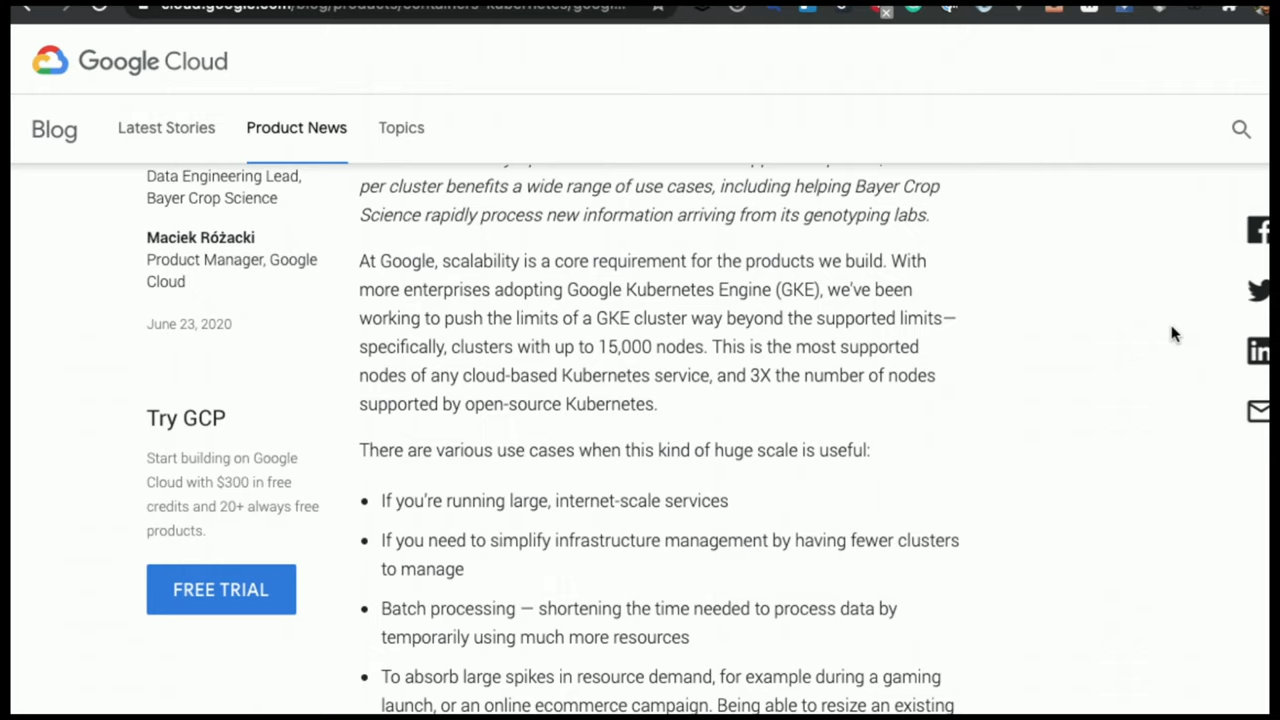 Google Cloud
Blog
Latest Stories
Product News
Topics
Data Engineering Lead,
Bayer Crop Science
Maciek Różacki
Product Manager, Google
Cloud
June 23, 2020
Try GCP
Start building on Google
Cloud with $300 in free
credits and 20+ always free
products.
FREE TRIAL
per cluster benefits a wide range of use cases, including helping Bayer Crop
Science rapidly process new information arriving from its genotyping labs.
At Google, scalability is a core requirement for the products we build. With
more enterprises adopting Google Kubernetes Engine (GKE), we’ve been
working to push the limits of a GKE cluster way beyond the supported limits—
specifically, clusters with up to 15,000 nodes. This is the most supported
nodes of any cloud-based Kubernetes service, and 3X the number of nodes
supported by open-source Kubernetes.
There are various use cases when this kind of huge scale is useful:
• If you’re running large, internet-scale services
• If you need to simplify infrastructure management by having fewer clusters
to manage
• Batch processing — shortening the time needed to process data by
temporarily using much more resources
• To absorb large spikes in resource demand, for example during a gaming
launch, or an online ecommerce campaign. Being able to resize an existing